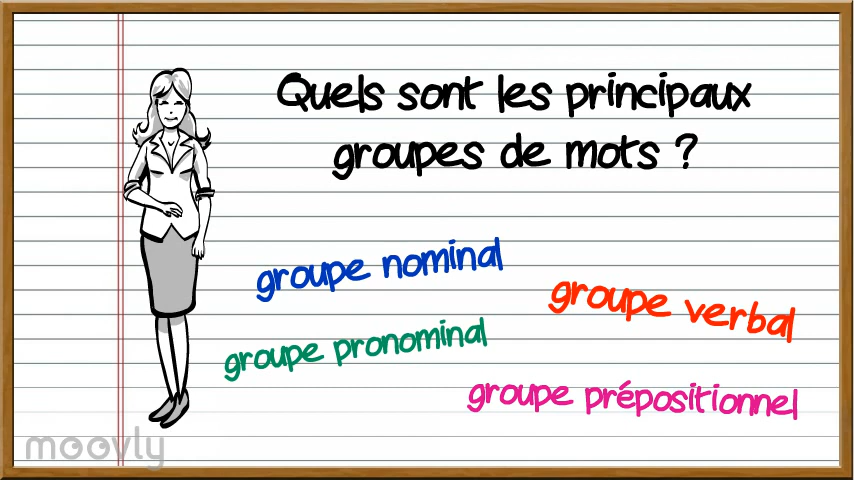 Quels sont les principaux
groupes de mots ?
groupe nominal
groupe verbal
groupe pronominal
groupe prépositionnel
moovly